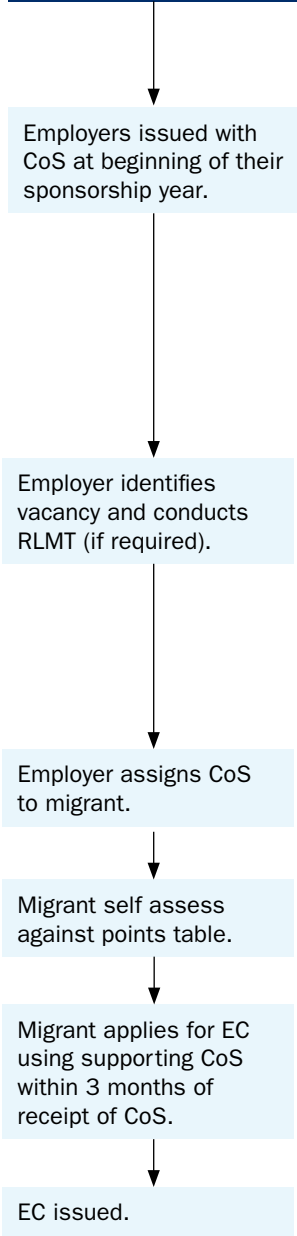 Employers issued with
CoS at beginning of their
sponsorship year.
Employer identifies
vacancy and conducts
RLMT (if required).
Employer assigns CoS
to migrant.
Migrant self assess
against points table.
Migrant applies for EC
using supporting CoS
within 3 months of
receipt of CoS.
EC issued.